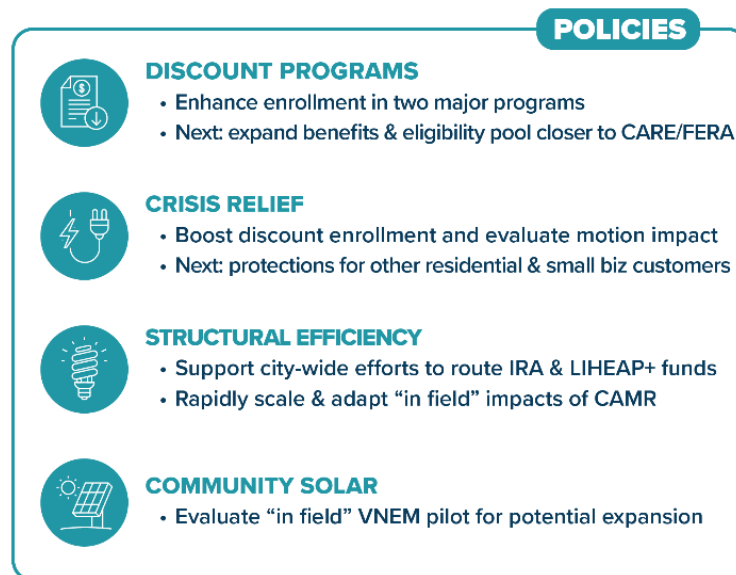 POLICIES
DISCOUNT PROGRAMS
• Enhance enrollment in two major programs
• Next: expand benefits & eligibility pool closer to CARE/FERA
CRISIS RELIEF
• Boost discount enrollment and evaluate motion impact
• Next: protections for other residential & small biz customers
STRUCTURAL EFFICIENCY
• Support city-wide efforts to route IRA & LIHEAP+ funds
• Rapidly scale & adapt “in field” impacts of CAMR
COMMUNITY SOLAR
• Evaluate “in field” VNEM pilot for potential expansion